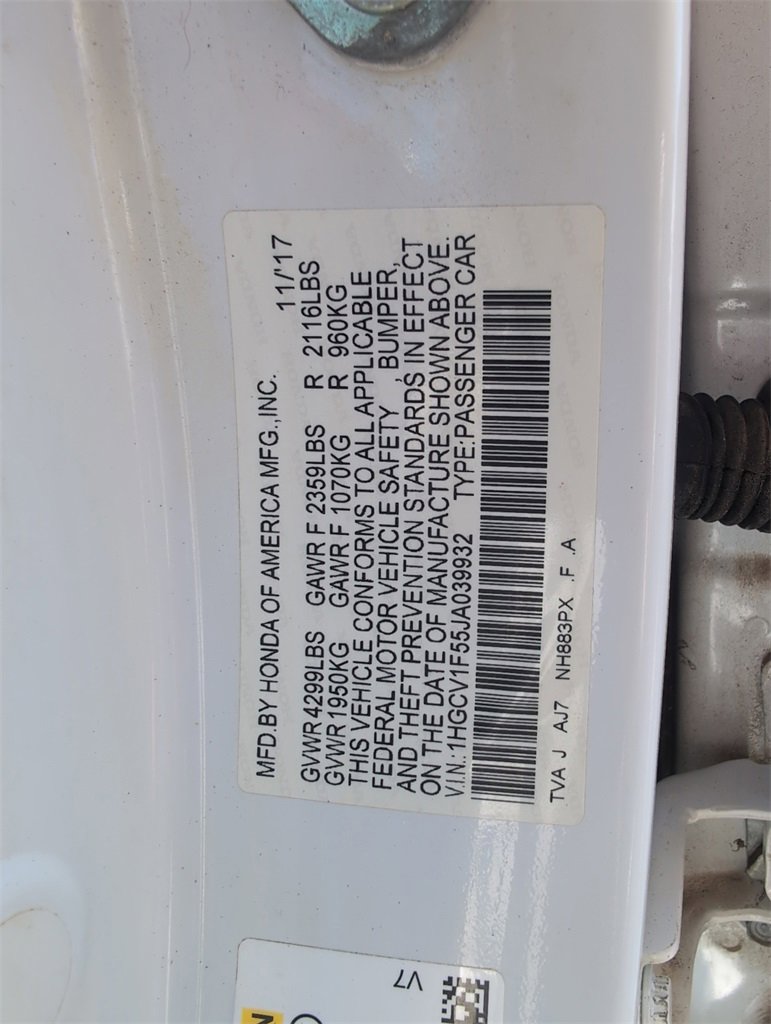 MFD.BY HONDA OF AMERICA MFG.,INC. 11/'17
GVWR 4299LBS GAWR F 2359LBS R 2116LBS
GVWR 1950KG GAWR F 1070KG R 960KG
THIS VEHICLE CONFORMS TO ALL APPLICABLE
FEDERAL MOTOR VEHICLE SAFETY , BUMPER,
AND THEFT PREVENTION STANDARDS IN EFFECT
ON THE DATE OF MANUFACTURE SHOWN ABOVE.
V.I.N.:1HGCV1F55JA039932 TYPE:PASSENGER CAR
TVA J AJ7 NH883PX .F .A
V7